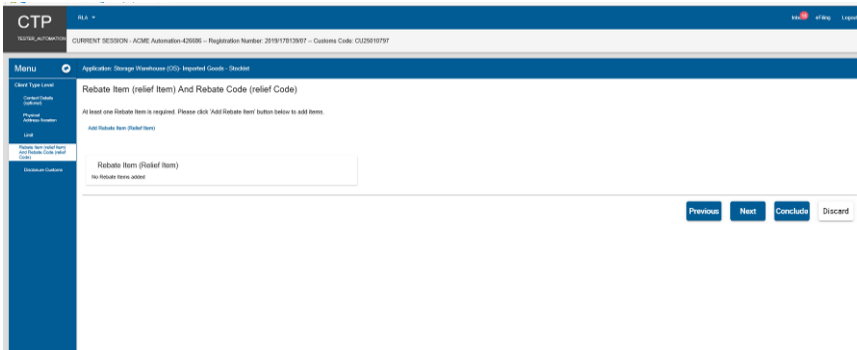 CTP
RLA
Inbox
eFiling
Logout
TESTER_AUTOMATION
CURRENT SESSION - ACME Automation-426686 -- Registration Number: 2019/178139/07 -- Customs Code: CU25010797
Menu
Application: Storage Warehouse (OS)- Imported Goods - Stockist
Client Type Level
Rebate Item (relief Item) And Rebate Code (relief Code)
Contact Details
(optional)
At least one Rebate Item is required. Please click 'Add Rebate Item' button below to add items.
Physical
Address-location
Add Rebate Item (Relief Item)
Rebate Item (relief Item)
And Rebate Code (relief
Code)
Rebate Item (Relief Item)
Disclosure Customs
No Rebate Items added
Previous
Next
Conclude
Discard